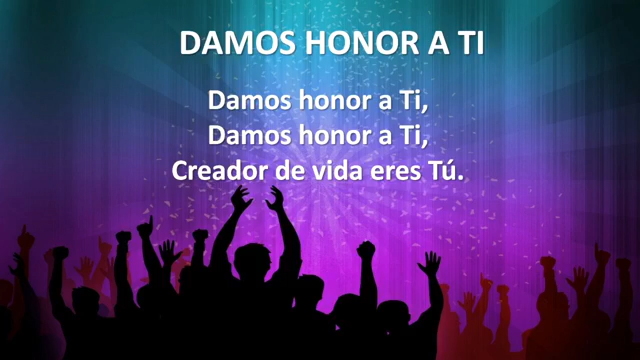 DAMOS HONOR A TI
Damos honor a Ti,
Damos honor a Ti,
Creador de vida eres Tú.